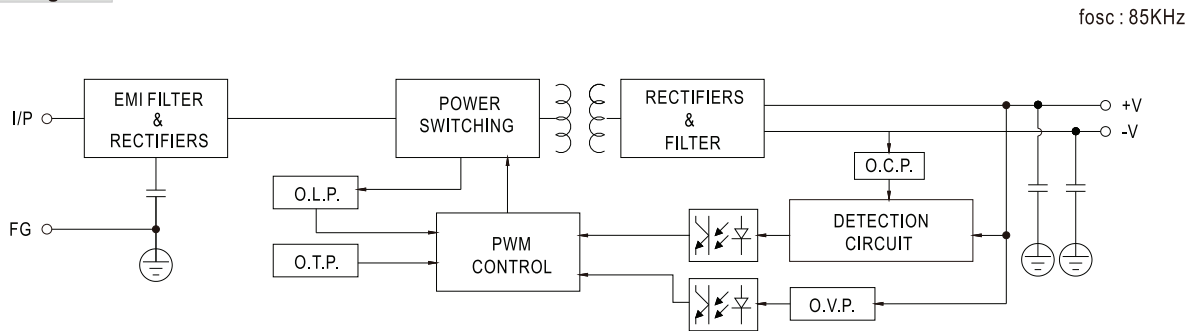 fosc : 85KHz
I/P
EMI FILTER
&
RECTIFIERS
POWER
SWITCHING
RECTIFIERS
&
FILTER
+V
-V
O.C.P.
O.L.P.
DETECTION
CIRCUIT
FG
PWM
CONTROL
O.T.P.
O.V.P.